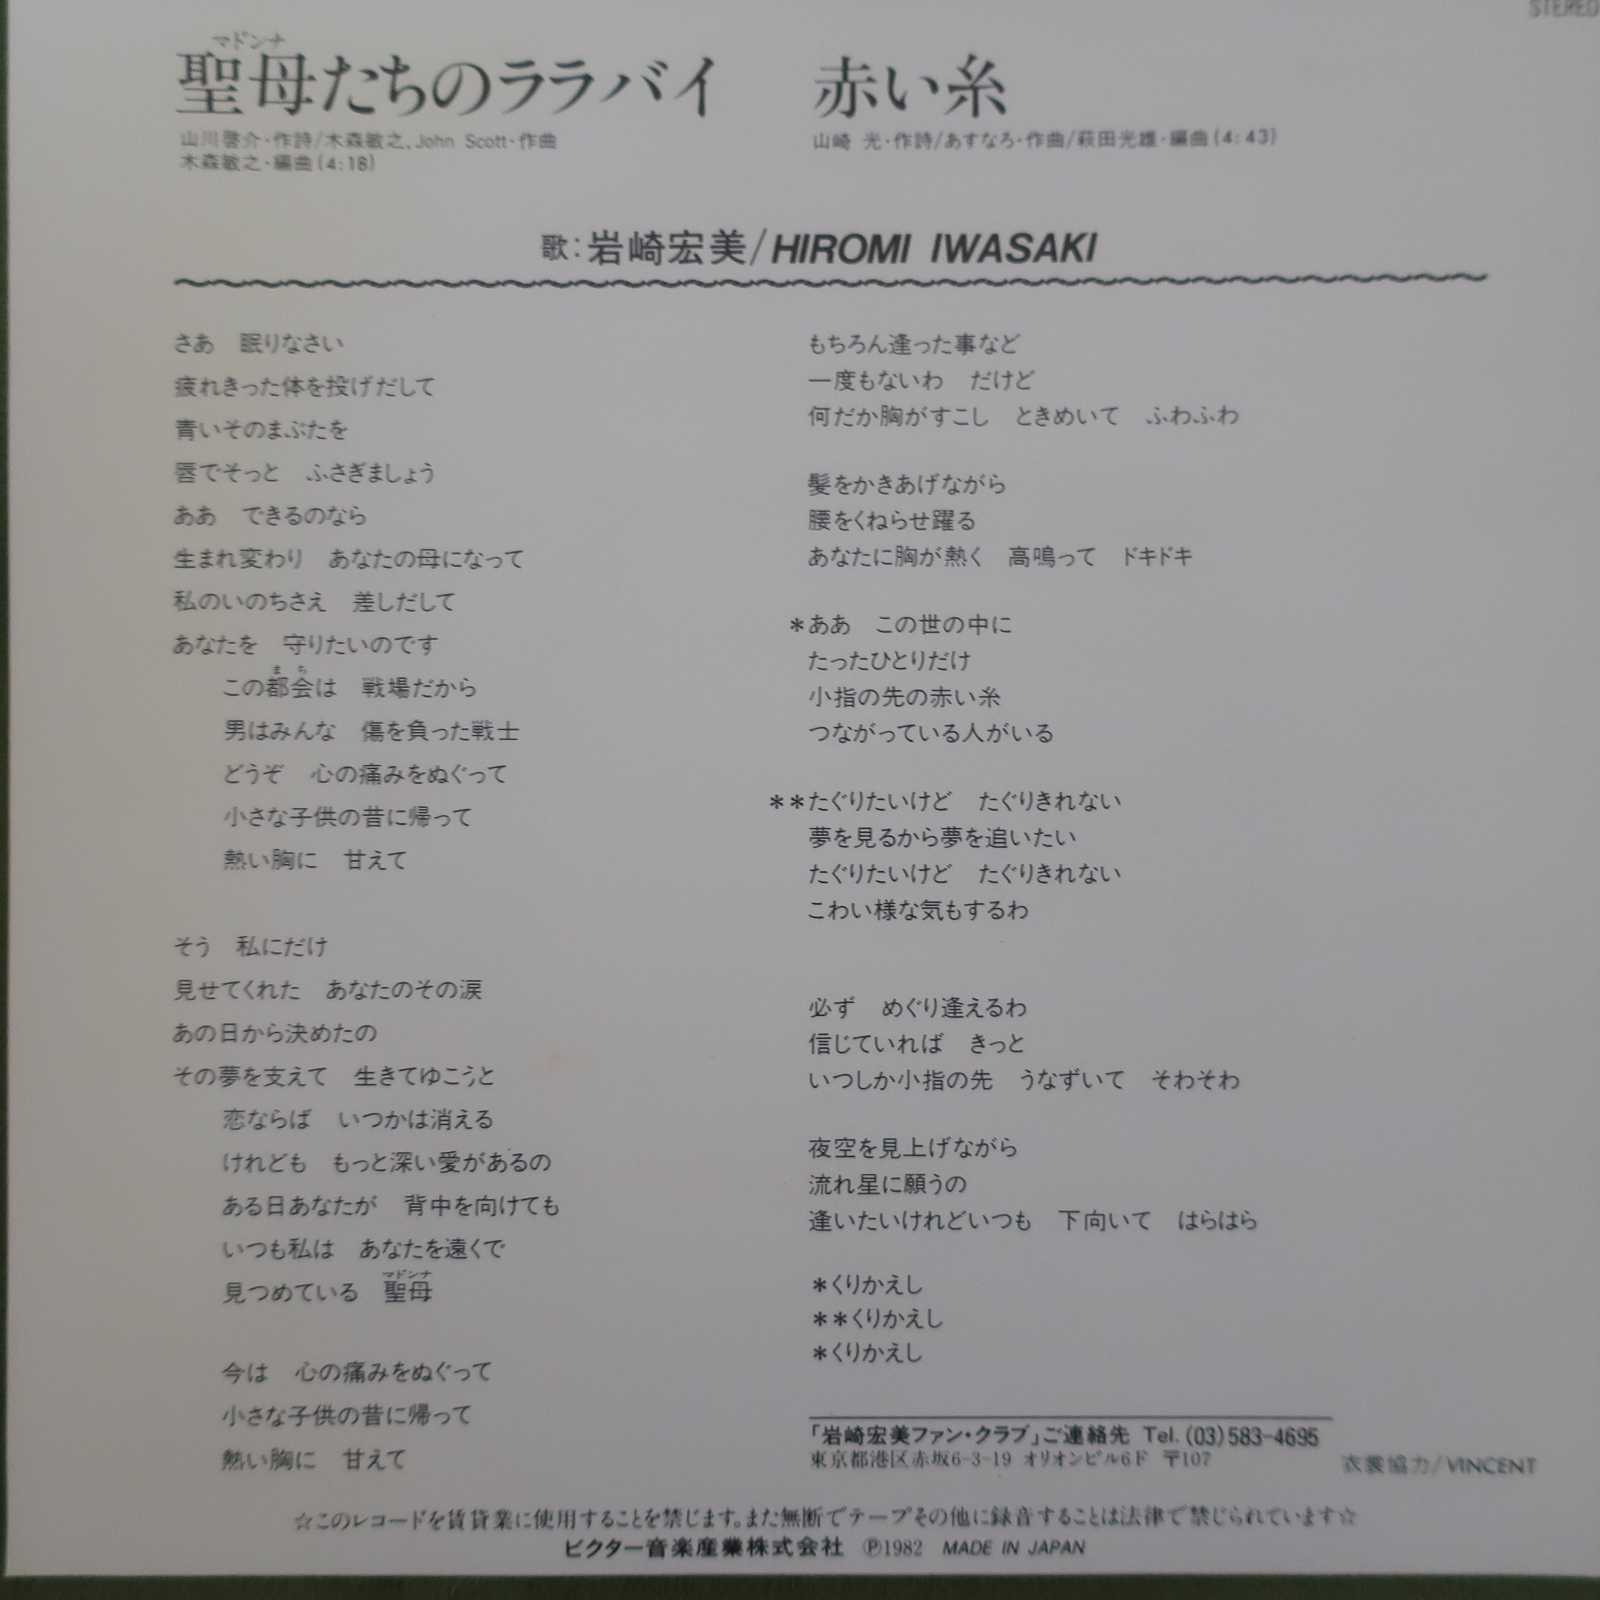 STEREO
マドンナ
聖母たちのララバイ
山川啓介・作詩/木森敏之、John Scott・作曲
木森敏之・編曲(4:18)
赤い糸
山崎 光・作詩/あすなろ・作曲/萩田光雄・編曲(4:43)
歌:岩崎宏美/HIROMI IWASAKI
さあ 眠りなさい
疲れきった体を投げだして
青いそのまぶたを
唇でそっと ふさぎましょう
ああ できるのなら
生まれ変わり あなたの母になって
私のいのちさえ 差しだして
あなたを 守りたいのです
まち
この都会は 戦場だから
男はみんな 傷を負った戦士
どうぞ 心の痛みをぬぐって
小さな子供の昔に帰って
熱い胸に 甘えて
そう 私にだけ
見せてくれた あなたのその涙
あの日から決めたの
その夢を支えて 生きてゆこうと
恋ならば いつかは消える
けれども もっと深い愛があるの
ある日あなたが 背中を向けても
いつも私は あなたを遠くで
マドンナ
見つめている 聖母
今は 心の痛みをぬぐって
小さな子供の昔に帰って
熱い胸に 甘えて
もちろん逢った事など
一度もないわ だけど
何だか胸がすこし ときめいて ふわふわ
髪をかきあげながら
腰をくねらせ躍る
あなたに胸が熱く 高鳴って ドキドキ
*ああ この世の中に
たったひとりだけ
小指の先の赤い糸
つながっている人がいる
**たぐりたいけど たぐりきれない
夢を見るから夢を追いたい
たぐりたいけど たぐりきれない
こわい様な気もするわ
必ず めぐり逢えるわ
信じていれば きっと
いつしか小指の先 うなずいて そわそわ
夜空を見上げながら
流れ星に願うの
逢いたいけれどいつも 下向いて はらはら
*くりかえし
**くりかえし
*くりかえし
「岩崎宏美ファン・クラブ」ご連絡先 Tel.(03)583-4695
東京都港区赤坂6-3-19 オリオンビル6F 〒107
衣裳協力/VINCENT
☆このレコードを賃貸業に使用することを禁じます。また無断でテープその他に録音することは法律で禁じられています☆
ビクター音楽産業株式会社 Ⓟ1982 MADE IN JAPAN